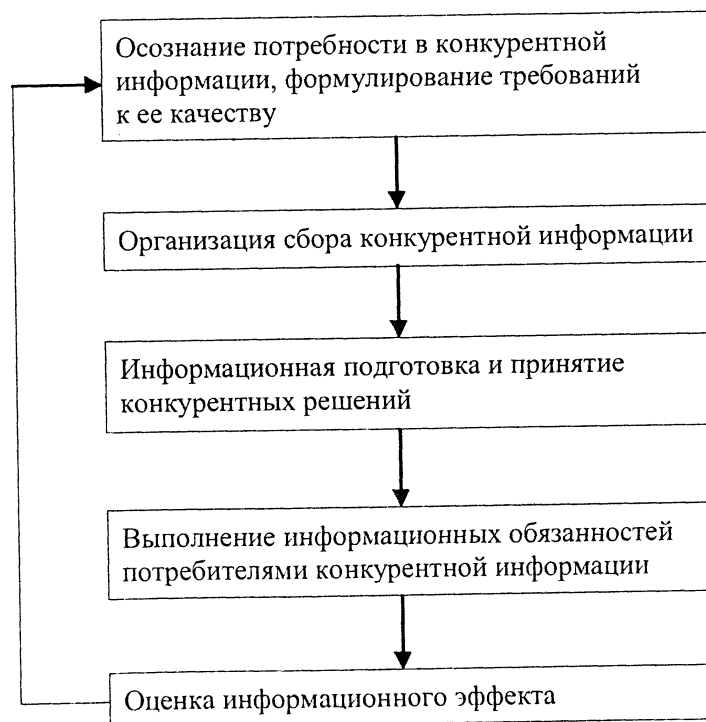 Осознание потребности в конкурентной
информации, формулирование требований
к ее качеству
Организация сбора конкурентной информации
Информационная подготовка и принятие
конкурентных решений
Выполнение информационных обязанностей
потребителями конкурентной информации
Оценка информационного эффекта